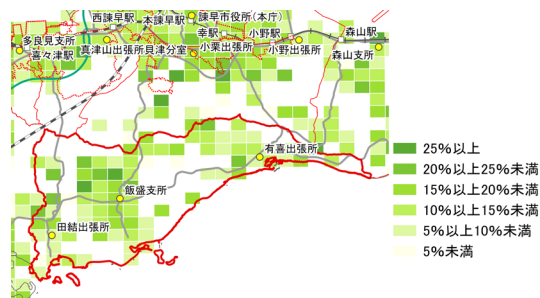 西諫早駅
本諫早駅
諫早市役所(本庁)
幸駅
小野駅
森山駅
多良見支所
喜々津駅
真津山出張所
貝津分室
小栗出張所
小野出張所
森山支所
有喜出張所
飯盛支所
田結出張所
25%以上
20%以上25%未満
15%以上20%未満
10%以上15%未満
5%以上10%未満
5%未満